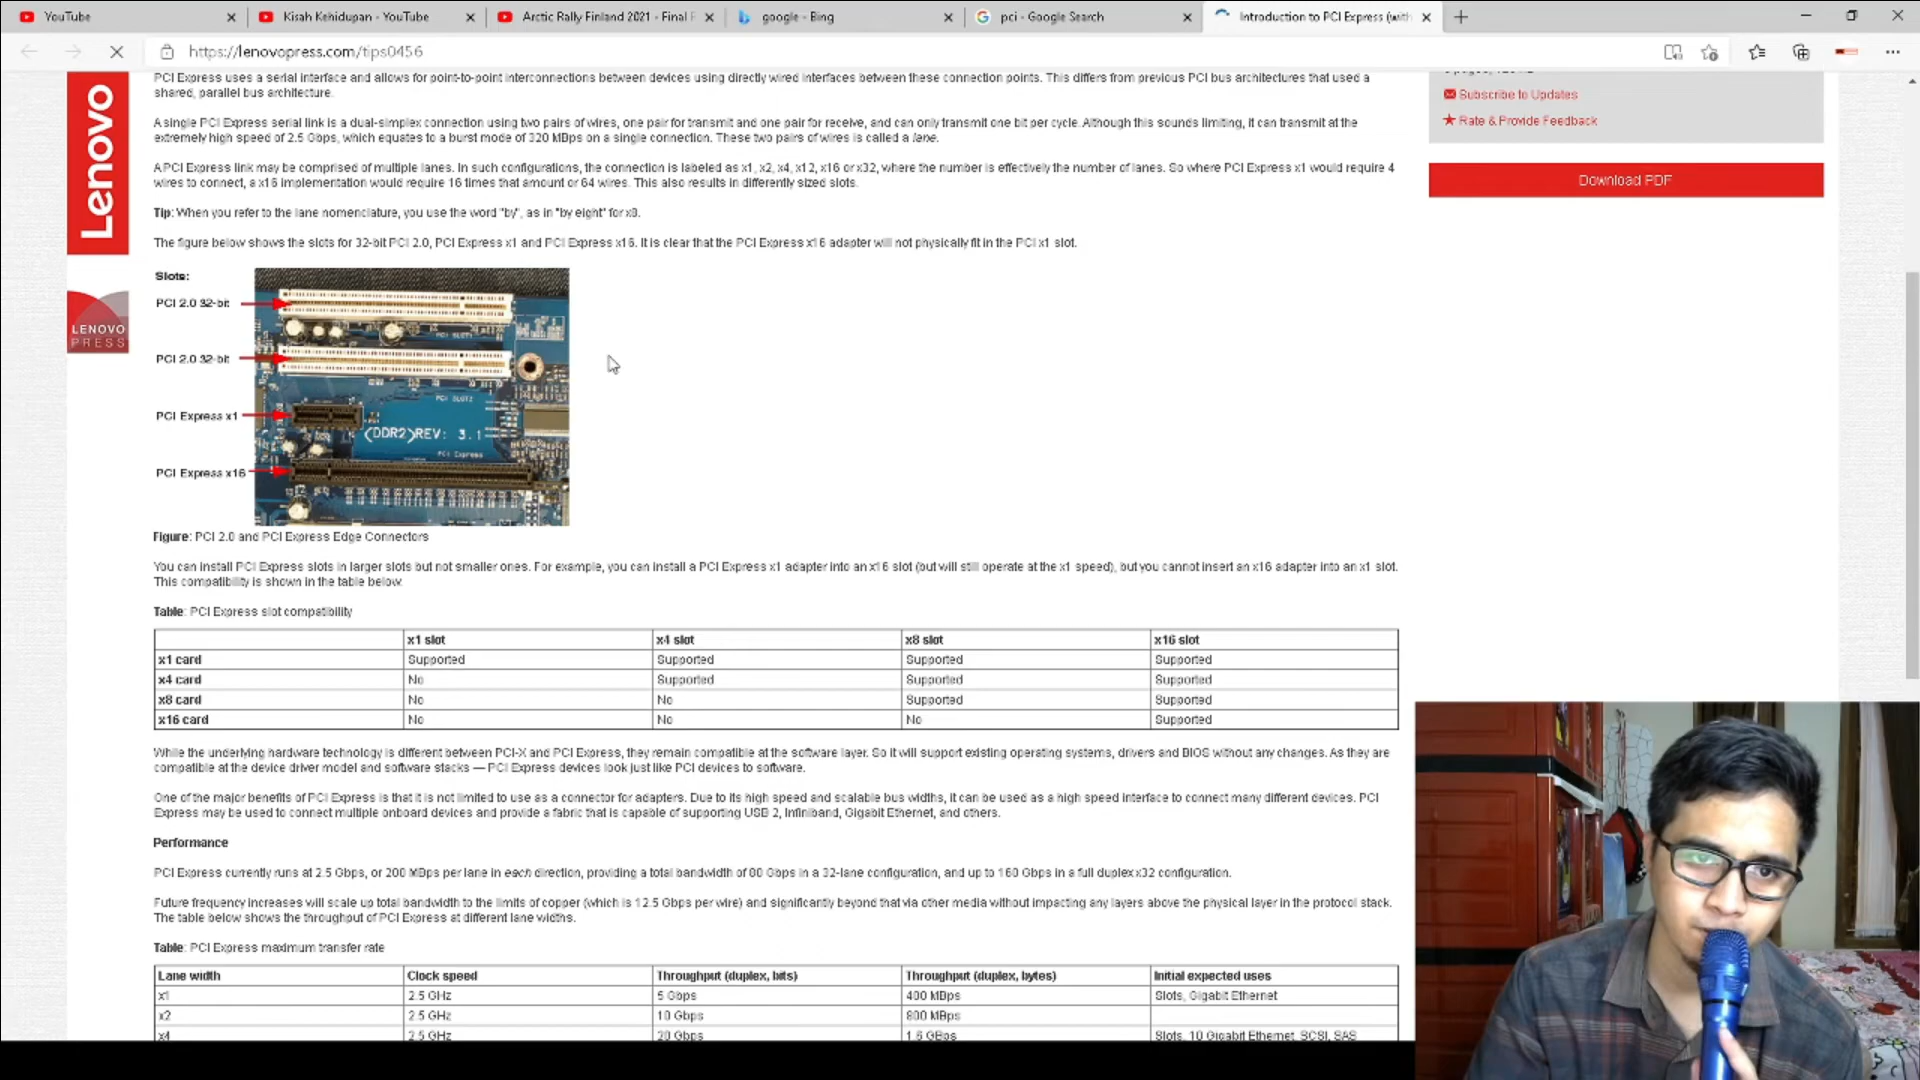 YouTube
Kisah Kehidupan - YouTube
Arctic Rally Finland 2021 - Final F
google - Bing
pci - Google Search
Introduction to PCI Express (with
https://lenovopress.com/tips0456
PCI Express uses a serial interface and allows for point-to-point interconnections between devices using directly wired interfaces between these connection points. This differs from previous PCI bus architectures that used a
shared, parallel bus architecture.
A single PCI Express serial link is a dual-simplex connection using two pairs of wires, one pair for transmit and one pair for receive, and can only transmit one bit per cycle. Although this sounds limiting, it can transmit at the
extremely high speed of 2.5 Gbps, which equates to a burst mode of 320 MBps on a single connection. These two pairs of wires is called a lane.
A PCI Express link may be comprised of multiple lanes. In such configurations, the connection is labeled as x1, x2, x4, x12, x16 or x32, where the number is effectively the number of lanes. So where PCI Express x1 would require 4
wires to connect, a x16 implementation would require 16 times that amount or 64 wires. This also results in differently sized slots.
Tip: When you refer to the lane nomenclature, you use the word "by", as in "by eight" for x8.
The figure below shows the slots for 32-bit PCI 2.0, PCI Express x1 and PCI Express x16. It is clear that the PCI Express x16 adapter will not physically fit in the PCI x1 slot.
Subscribe to Updates
Rate & Provide Feedback
Download PDF
Lenovo
LENOVO
PRESS
Slots:
PCI 2.0 32-bit
PCI 2.0 32-bit
PCI Express x1
PCI Express x16
PCI SLOT1
PCI SLOT2
(DDR2)REV: 3.1
PCI Express
Figure: PCI 2.0 and PCI Express Edge Connectors
You can install PCI Express slots in larger slots but not smaller ones. For example, you can install a PCI Express x1 adapter into an x16 slot (but will still operate at the x1 speed), but you cannot insert an x16 adapter into an x1 slot.
This compatibility is shown in the table below.
Table: PCI Express slot compatibility
x1 slot x4 slot x8 slot x16 slot
x1 card Supported Supported Supported Supported
x4 card No Supported Supported Supported
x8 card No No Supported Supported
x16 card No No No Supported
While the underlying hardware technology is different between PCI-X and PCI Express, they remain compatible at the software layer. So it will support existing operating systems, drivers and BIOS without any changes. As they are
compatible at the device driver model and software stacks — PCI Express devices look just like PCI devices to software.
One of the major benefits of PCI Express is that it is not limited to use as a connector for adapters. Due to its high speed and scalable bus widths, it can be used as a high speed interface to connect many different devices. PCI
Express may be used to connect multiple onboard devices and provide a fabric that is capable of supporting USB 2, Infiniband, Gigabit Ethernet, and others.
Performance
PCI Express currently runs at 2.5 Gbps, or 200 MBps per lane in each direction, providing a total bandwidth of 80 Gbps in a 32-lane configuration, and up to 160 Gbps in a full duplex x32 configuration.
Future frequency increases will scale up total bandwidth to the limits of copper (which is 12.5 Gbps per wire) and significantly beyond that via other media without impacting any layers above the physical layer in the protocol stack.
The table below shows the throughput of PCI Express at different lane widths.
Table: PCI Express maximum transfer rate
Lane width Clock speed Throughput (duplex, bits) Throughput (duplex, bytes) Initial expected uses
x1 2.5 GHz 5 Gbps 400 MBps Slots, Gigabit Ethernet
x2 2.5 GHz 10 Gbps 800 MBps
x4 2.5 GHz 20 Gbps 1.6 GBps Slots, 10 Gigabit Ethernet, SCSI, SAS